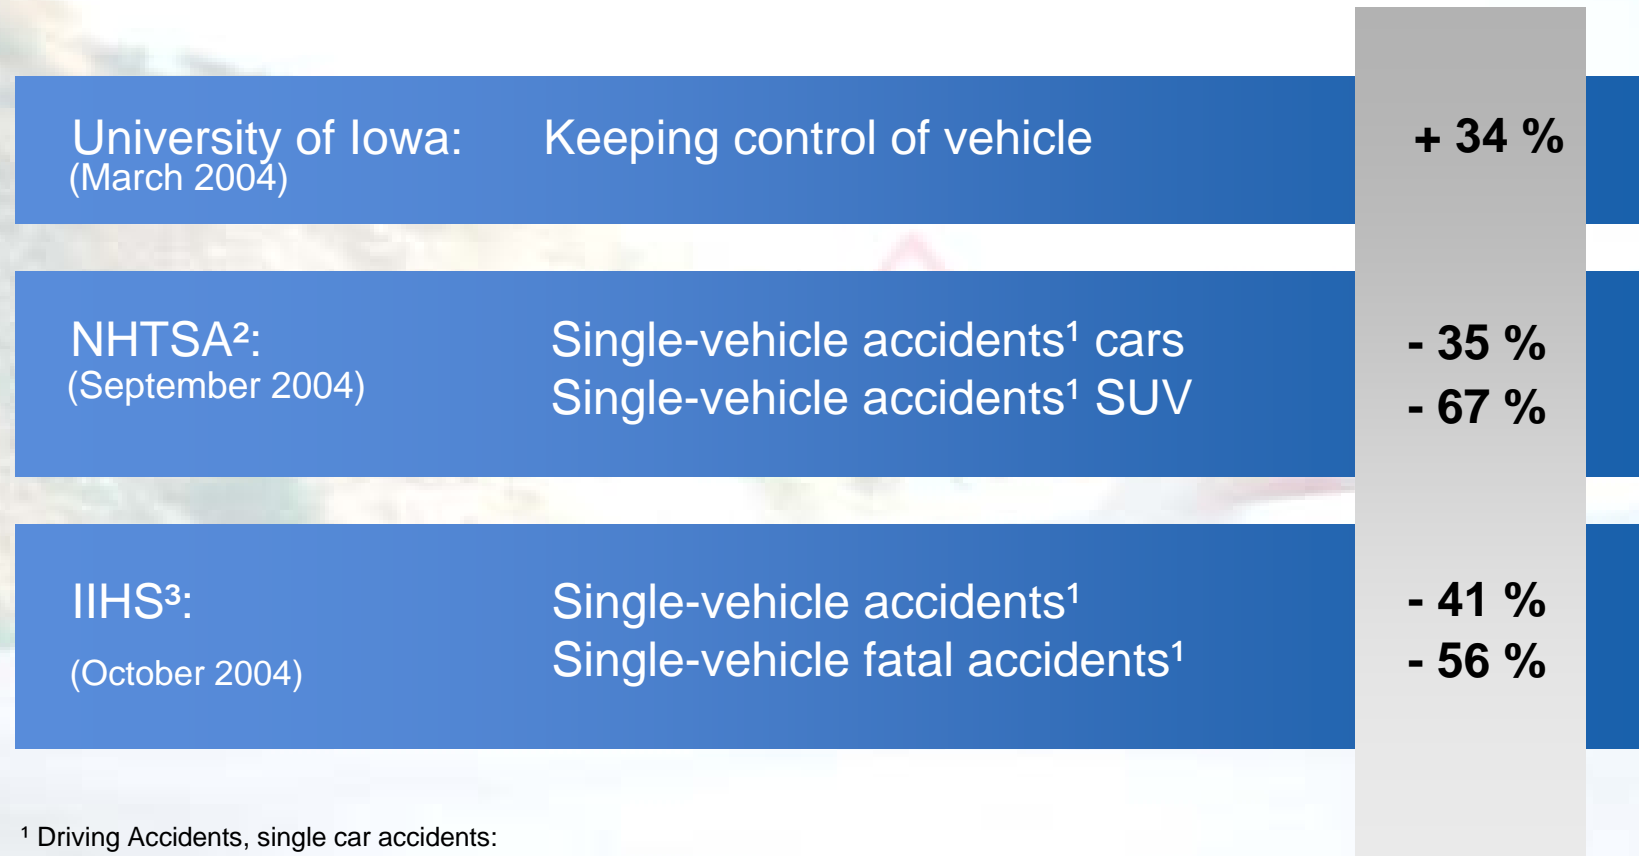 University of Iowa: Keeping control of vehicle + 34 %
(March 2004)
NHTSA²: Single-vehicle accidents¹ cars - 35 %
(September 2004) Single-vehicle accidents¹ SUV - 67 %
IIHS³: Single-vehicle accidents¹ - 41 %
(October 2004) Single-vehicle fatal accidents¹ - 56 %
¹ Driving Accidents, single car accidents: